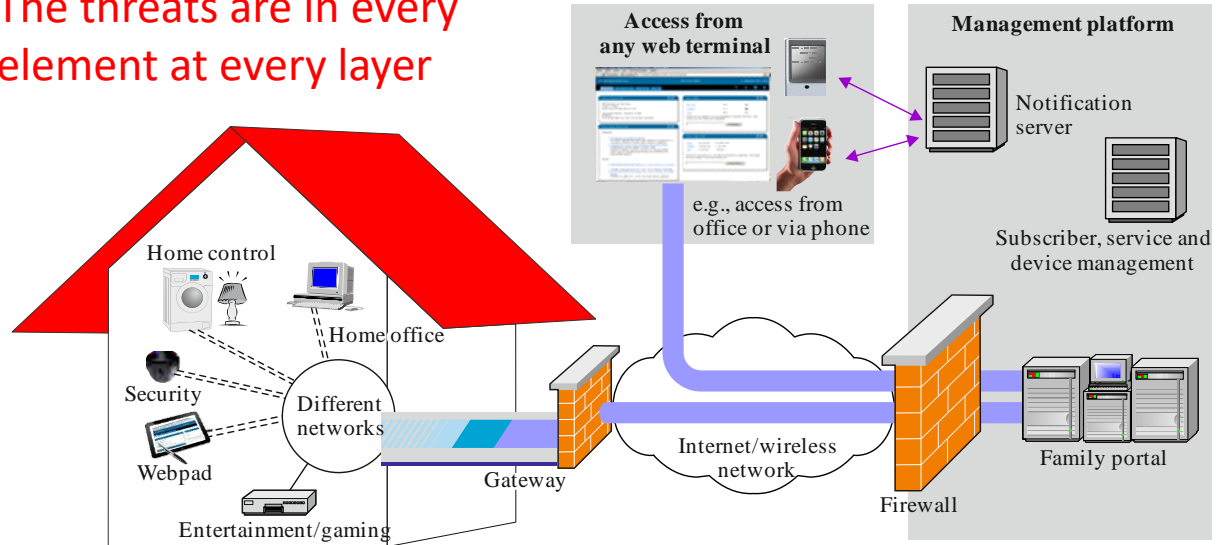 The threats are in every
element at every layer
Access from
any web terminal
e.g., access from
office or via phone
Management platform
Notification
server
Subscriber, service and
device management
Home control
Home office
Security
Different
networks
Webpad
Entertainment/gaming
Gateway
Internet/wireless
network
Firewall
Family portal